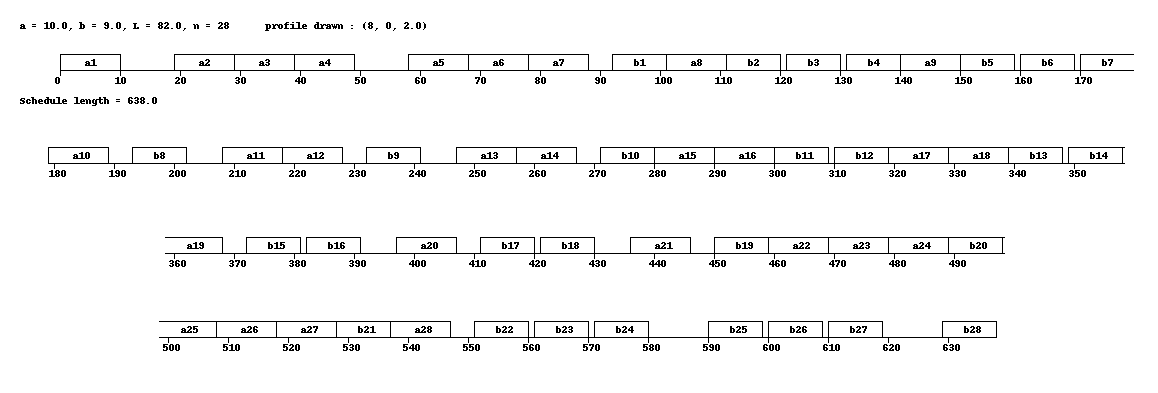 a = 10.0, b = 9.0, L = 82.0, n = 28 profile drawn : (8, 0, 2.0)
a1 a2 a3 a4 a5 a6 a7 b1 a8 b2 b3 b4 a9 b5 b6 b7
0 10 20 30 40 50 60 70 80 90 100 110 120 130 140 150 160 170
Schedule length = 638.0
a10 b8 a11 a12 b9 a13 a14 b10 a15 a16 b11 b12 a17 a18 b13 b14
180 190 200 210 220 230 240 250 260 270 280 290 300 310 320 330 340 350
a19 b15 b16 a20 b17 b18 a21 b19 a22 a23 a24 b20
360 370 380 390 400 410 420 430 440 450 460 470 480 490
a25 a26 a27 b21 a28 b22 b23 b24 b25 b26 b27 b28
500 510 520 530 540 550 560 570 580 590 600 610 620 630